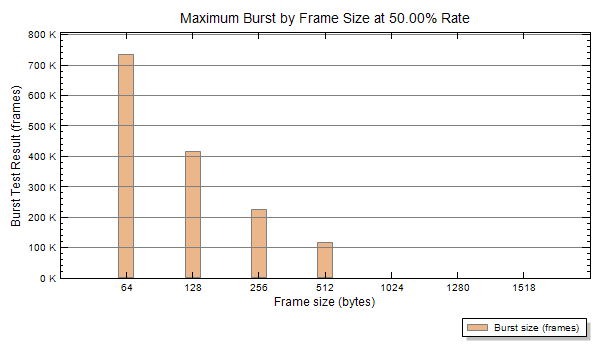 Maximum Burst by Frame Size at 50.00% Rate
Burst Test Result (frames)
800 K
700 K
600 K
500 K
400 K
300 K
200 K
100 K
0 K
64 128 256 512 1024 1280 1518
Frame size (bytes)
Burst size (frames)